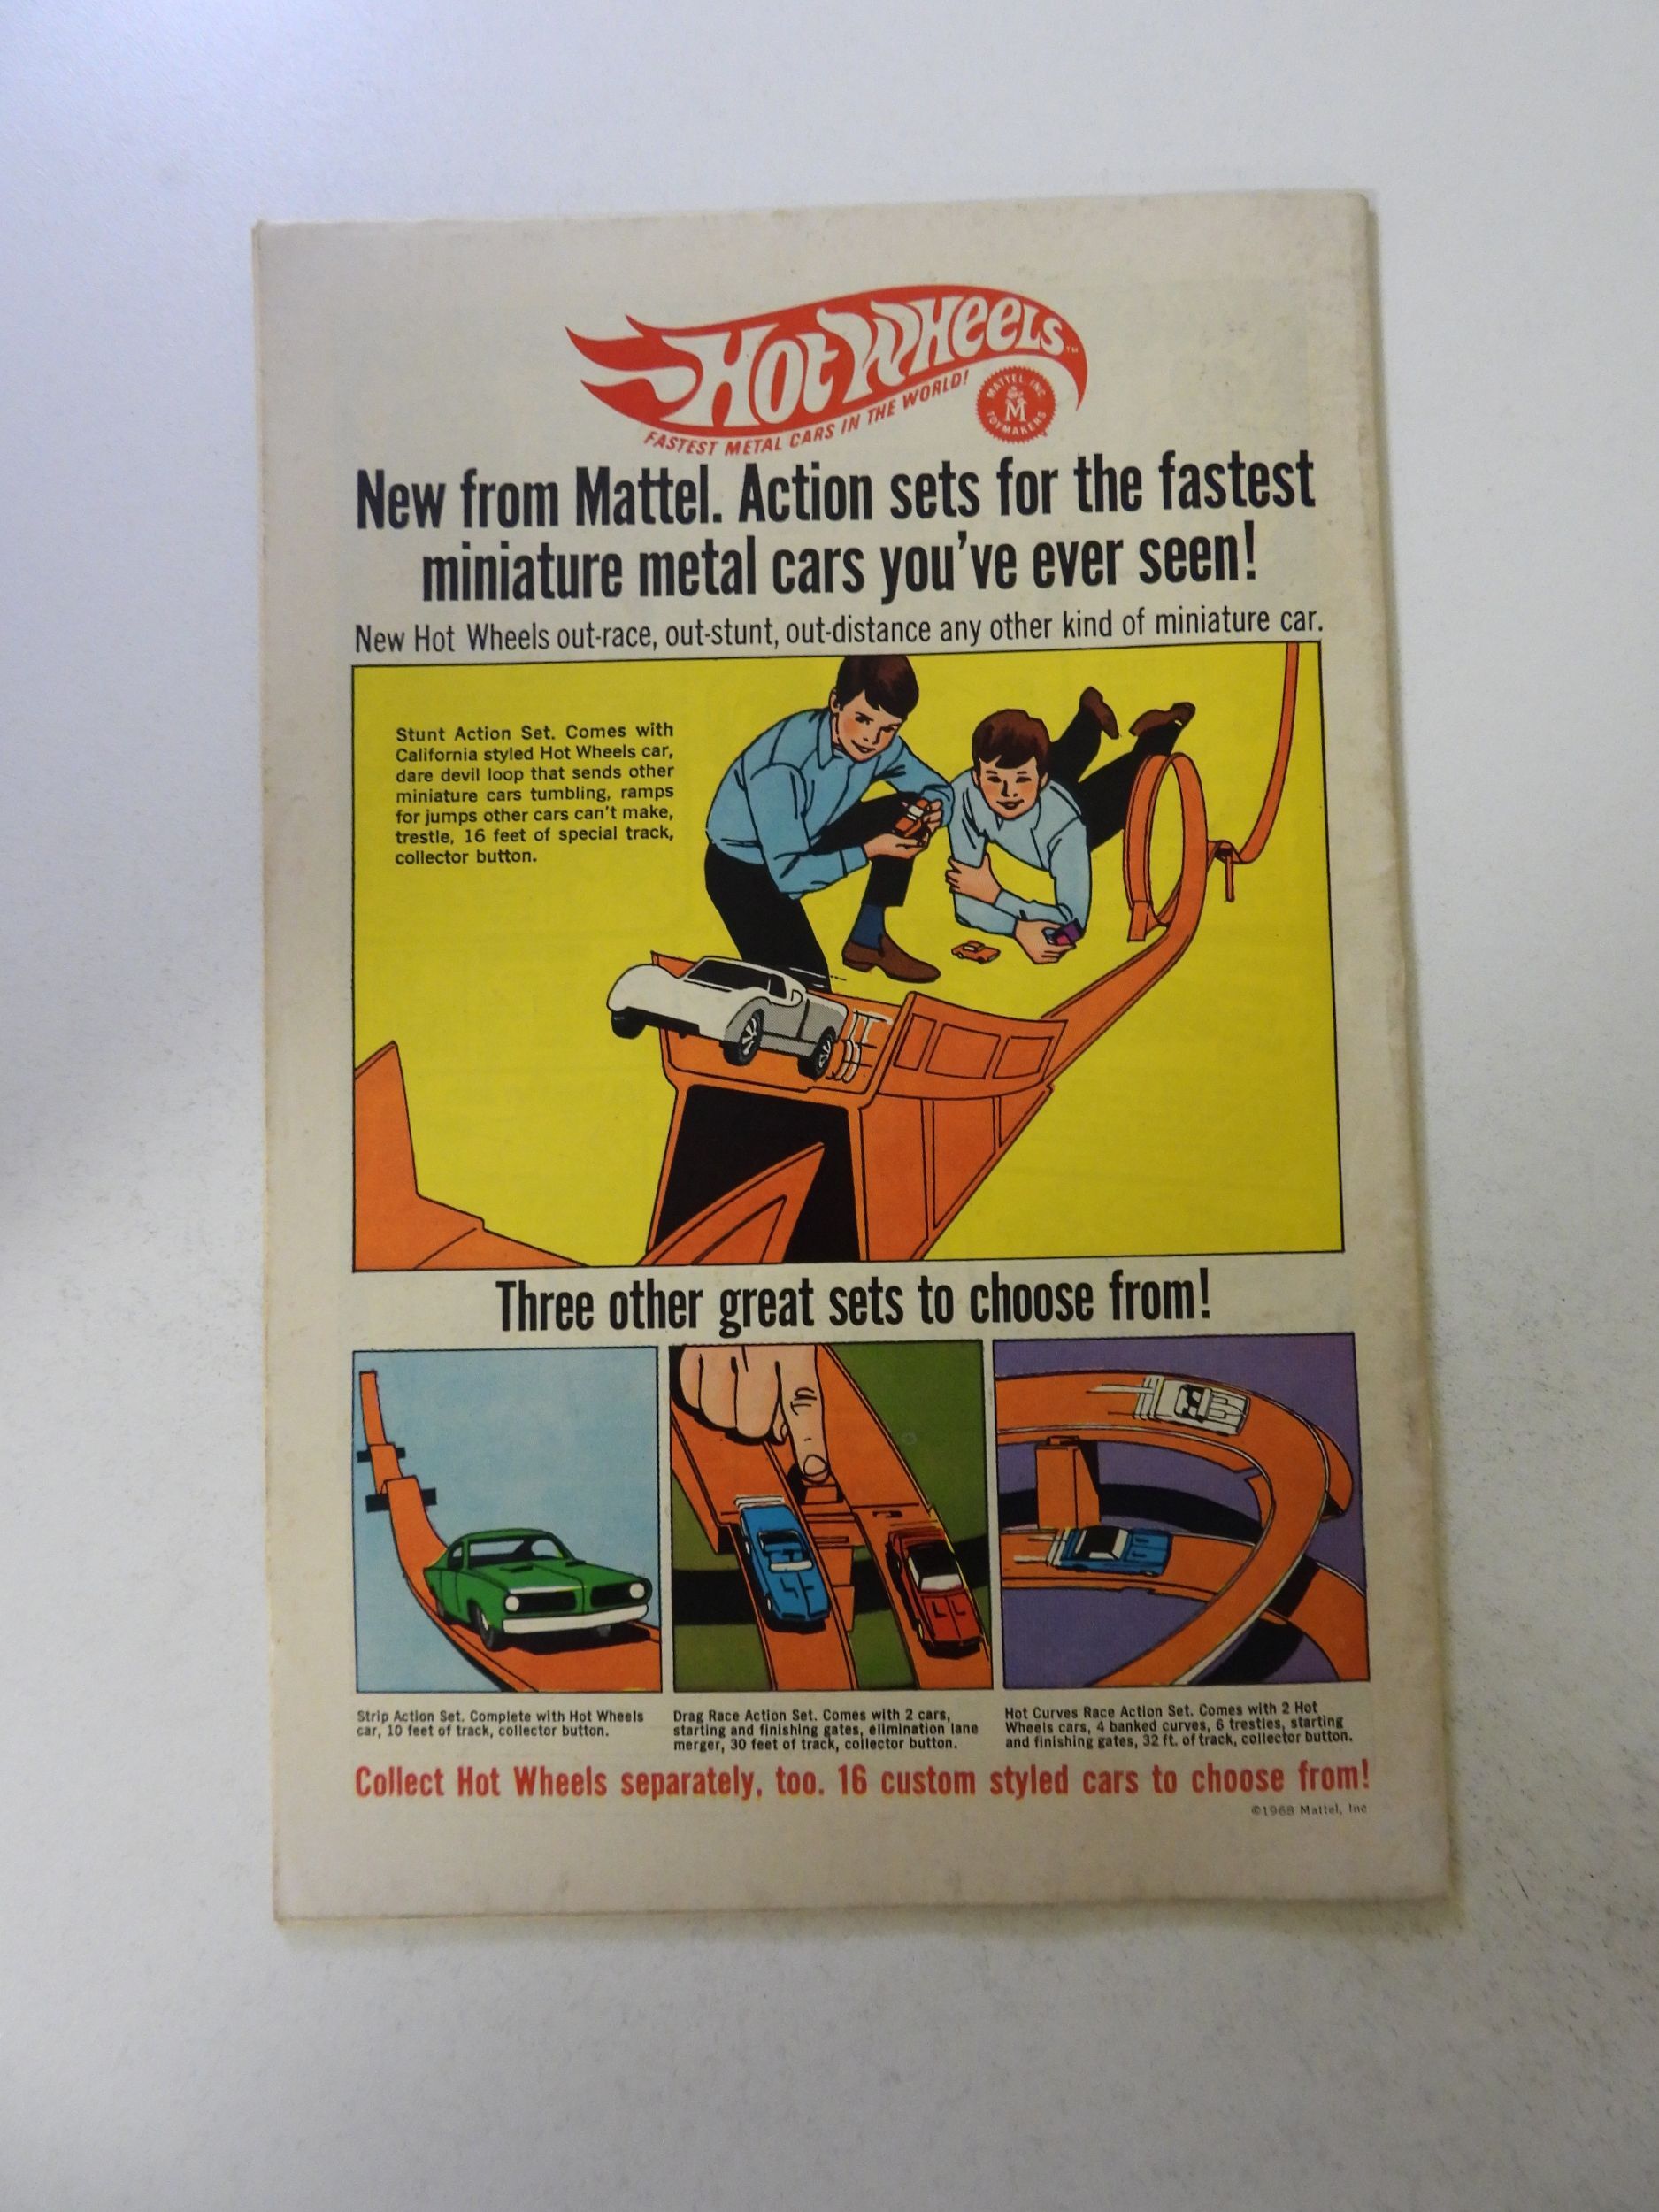 Hot Wheels™
FASTEST METAL CARS IN THE WORLD!
MATTEL, INC.
M
TOYMAKERS
New from Mattel. Action sets for the fastest
miniature metal cars you've ever seen!
New Hot Wheels out-race, out-stunt, out-distance any other kind of miniature car.
Stunt Action Set. Comes with
California styled Hot Wheels car,
dare devil loop that sends other
miniature cars tumbling, ramps
for jumps other cars can't make,
trestle, 16 feet of special track,
collector button.
Three other great sets to choose from!
Strip Action Set. Complete with Hot Wheels
car, 10 feet of track, collector button.
Drag Race Action Set. Comes with 2 cars,
starting and finishing gates, elimination lane
merger, 30 feet of track, collector button.
Hot Curves Race Action Set. Comes with 2 Hot
Wheels cars, 4 banked curves, 6 trestles, starting
and finishing gates, 32 ft. of track, collector button.
Collect Hot Wheels separately, too. 16 custom styled cars to choose from!
©1968 Mattel, Inc